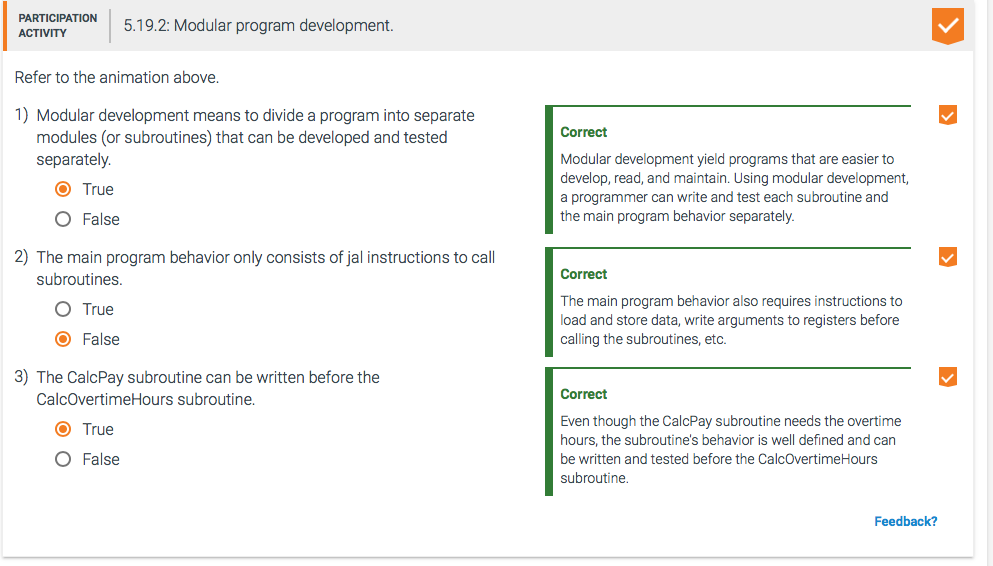 PARTICIPATION
ACTIVITY
5.19.2: Modular program development.
Refer to the animation above.
1) Modular development means to divide a program into separate
modules (or subroutines) that can be developed and tested
separately.
True
False
Correct
Modular development yield programs that are easier to
develop, read, and maintain. Using modular development,
a programmer can write and test each subroutine and
the main program behavior separately.
2) The main program behavior only consists of jal instructions to call
subroutines.
True
False
Correct
The main program behavior also requires instructions to
load and store data, write arguments to registers before
calling the subroutines, etc.
3) The CalcPay subroutine can be written before the
CalcOvertimeHours subroutine.
True
False
Correct
Even though the CalcPay subroutine needs the overtime
hours, the subroutine's behavior is well defined and can
be written and tested before the CalcOvertimeHours
subroutine.
Feedback?